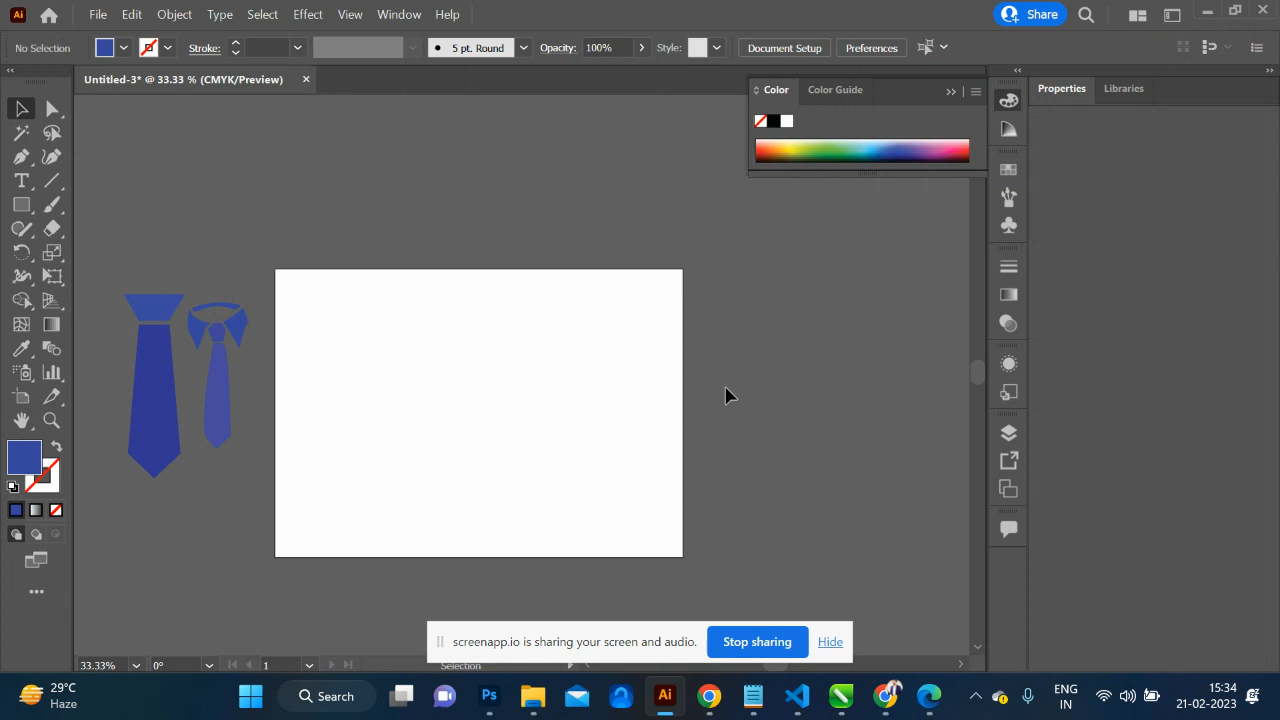 Ai File Edit Object Type Select Effect View Window Help Share
No Selection Stroke: 5 pt. Round Opacity: 100% Style: Document Setup Preferences
Untitled-3* @ 33.33 % (CMYK/Preview) ×
Color Color Guide
Properties Libraries
screenapp.io is sharing your screen and audio. Stop sharing Hide
33.33% 0° 1 Selection
29°C
Haze
Search
Ps
Ai
ENG
IN
15:34
21-02-2023